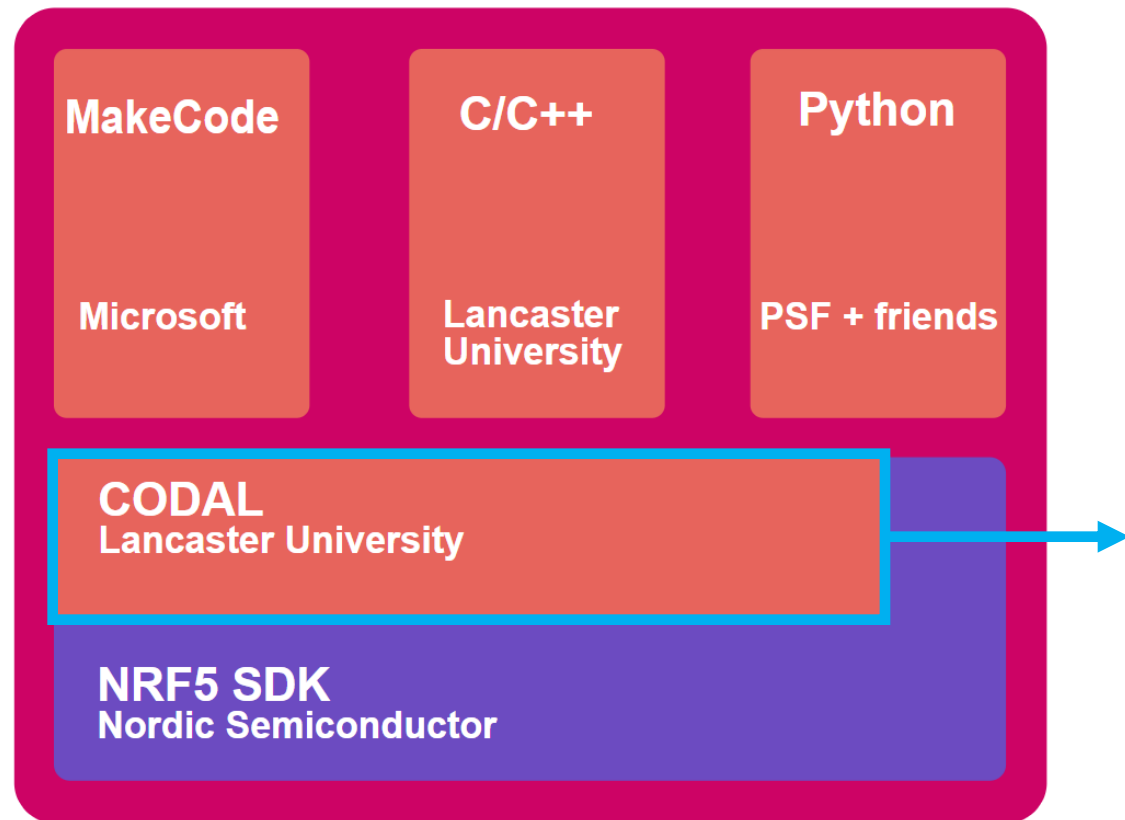 MakeCode
Microsoft
C/C++
Lancaster
University
Python
PSF + friends
CODAL
Lancaster University
NRF5 SDK
Nordic Semiconductor